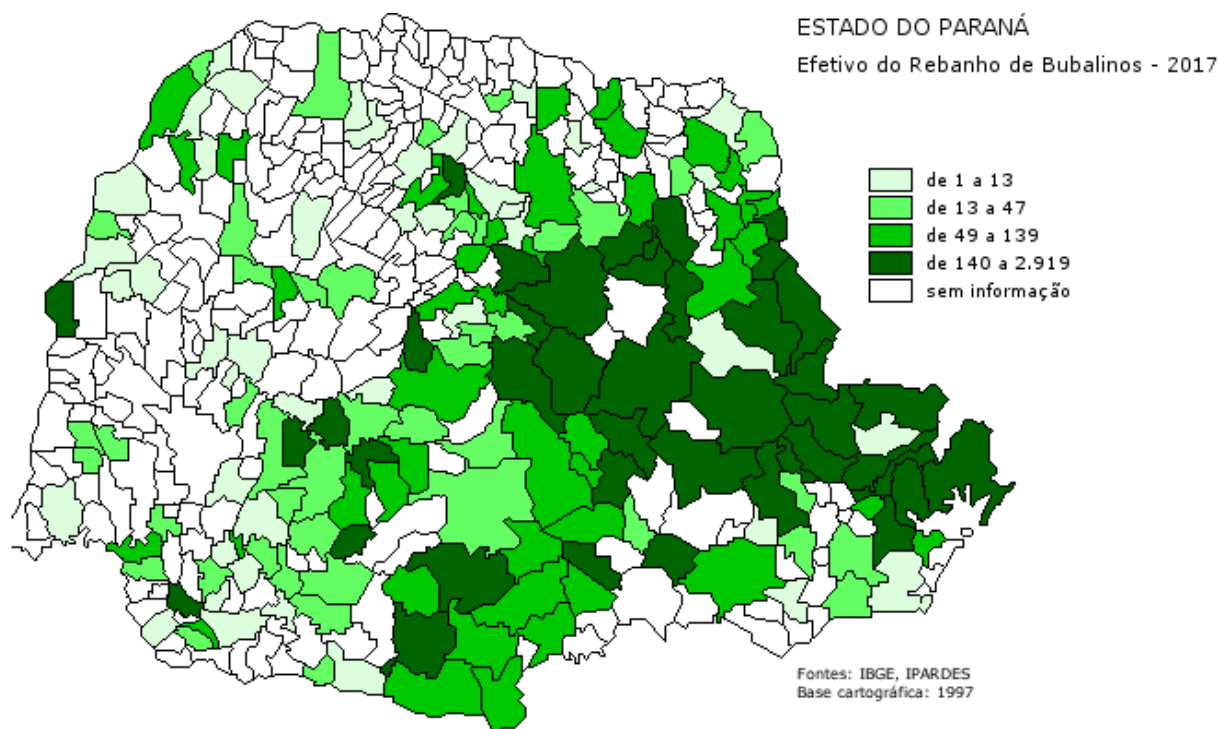 ESTADO DO PARANÁ
Efetivo do Rebanho de Bubalinos - 2017
de 1 a 13
de 13 a 47
de 49 a 139
de 140 a 2.919
sem informação
Fontes: IBGE, IPARDES
Base cartográfica: 1997